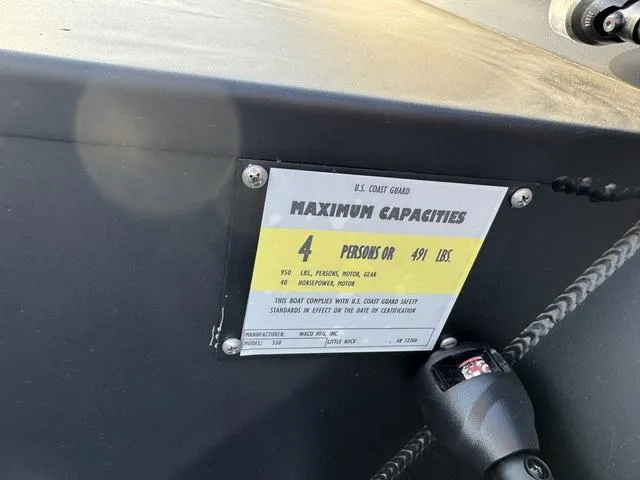 U.S. COAST GUARD
MAXIMUM CAPACITIES
4 PERSONS OR 491 LBS.
950 LBS., PERSONS, MOTOR, GEAR
40 HORSEPOWER, MOTOR
THIS BOAT COMPLIES WITH U.S. COAST GUARD SAFETY
STANDARDS IN EFFECT ON THE DATE OF CERTIFICATION
MANUFACTURER: WACO MFG., INC.
MODEL: 550 LITTLE ROCK , AR 72206